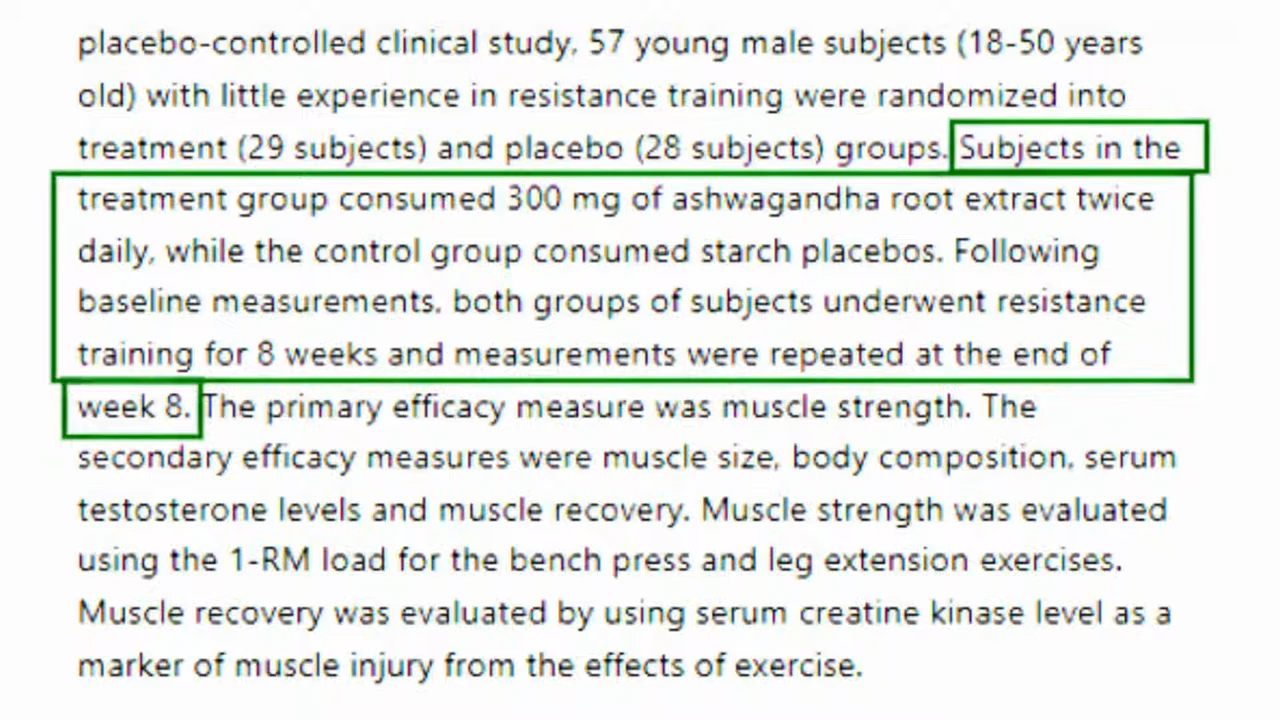 placebo-controlled clinical study, 57 young male subjects (18-50 years
old) with little experience in resistance training were randomized into
treatment (29 subjects) and placebo (28 subjects) groups. Subjects in the
treatment group consumed 300 mg of ashwagandha root extract twice
daily, while the control group consumed starch placebos. Following
baseline measurements, both groups of subjects underwent resistance
training for 8 weeks and measurements were repeated at the end of
week 8. The primary efficacy measure was muscle strength. The
secondary efficacy measures were muscle size, body composition, serum
testosterone levels and muscle recovery. Muscle strength was evaluated
using the 1-RM load for the bench press and leg extension exercises.
Muscle recovery was evaluated by using serum creatine kinase level as a
marker of muscle injury from the effects of exercise.